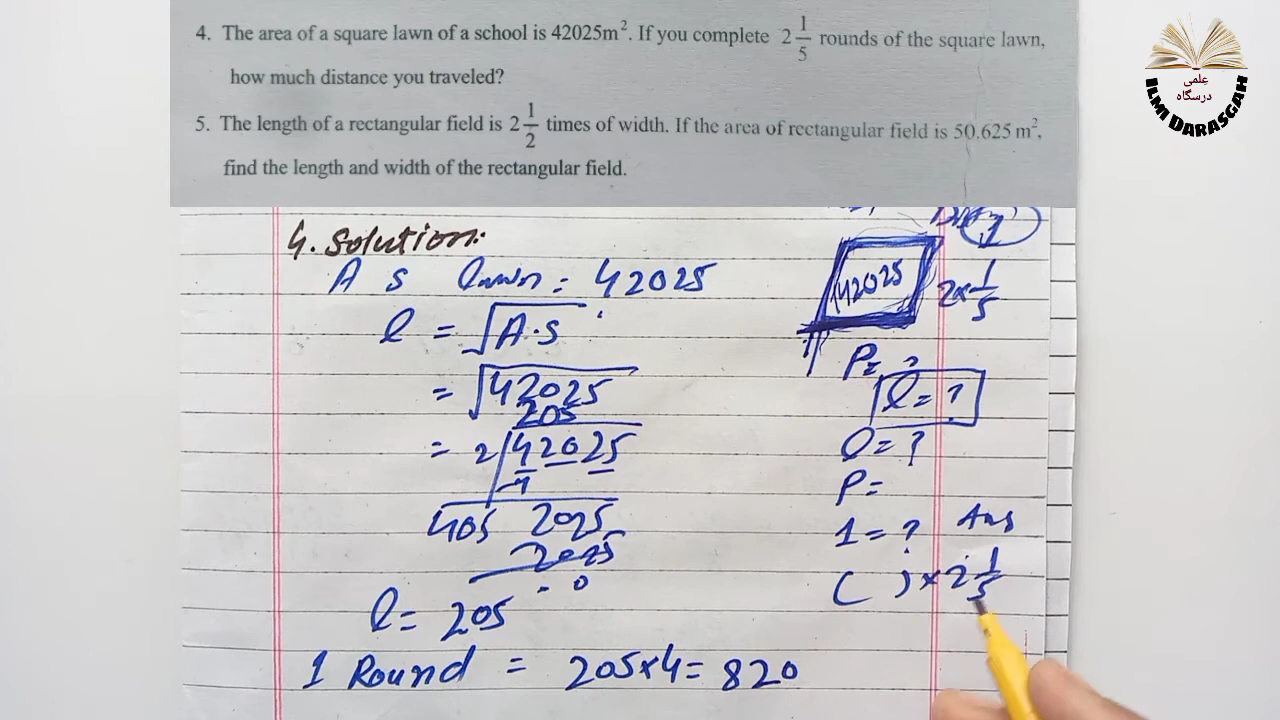 4. The area of a square lawn of a school is 42025m². If you complete 2 1/5 rounds of the square lawn,
how much distance you traveled?
5. The length of a rectangular field is 2 1/2 times of width. If the area of rectangular field is 50.625 m²,
find the length and width of the rectangular field.
علمی
درسگاه
ILM DARASGAH
4. Solution:
A S lawn = 42025
l = √A.S
= √42025
205
= 2 42025
-4
405 2025
2025
0
l = 205
1 Round = 205×4 = 820
42025
2×1/5
P= ?
l = ?
l = ?
P=
1 = ? Ans
( ) × 2 1/5